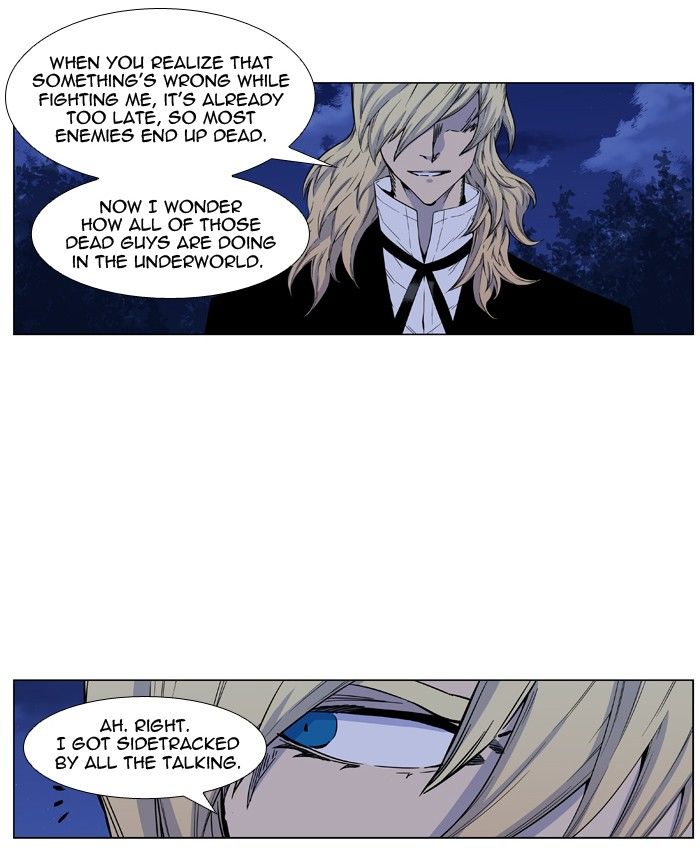 WHEN YOU REALIZE THAT
SOMETHING'S WRONG WHILE
FIGHTING ME, IT'S ALREADY
TOO LATE, SO MOST
ENEMIES END UP DEAD.
NOW I WONDER
HOW ALL OF THOSE
DEAD GUYS ARE DOING
IN THE UNDERWORLD.
AH. RIGHT.
I GOT SIDETRACKED
BY ALL THE TALKING.